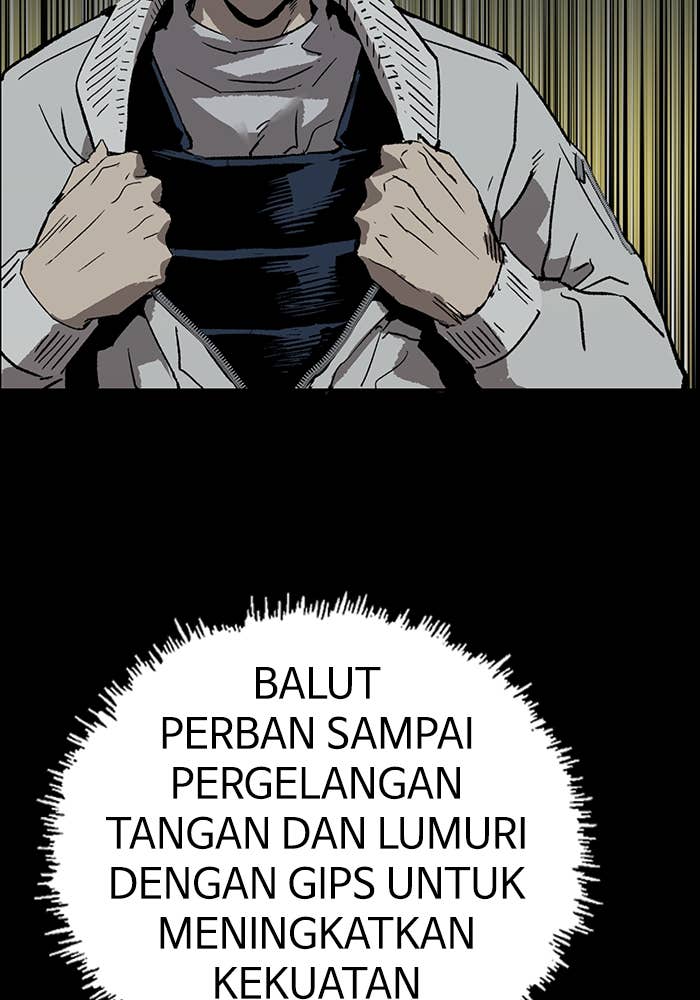 BALUT
PERBAN SAMPAI
PERGELANGAN
TANGAN DAN LUMURI
DENGAN GIPS UNTUK
MENINGKATKAN
KEKUATAN